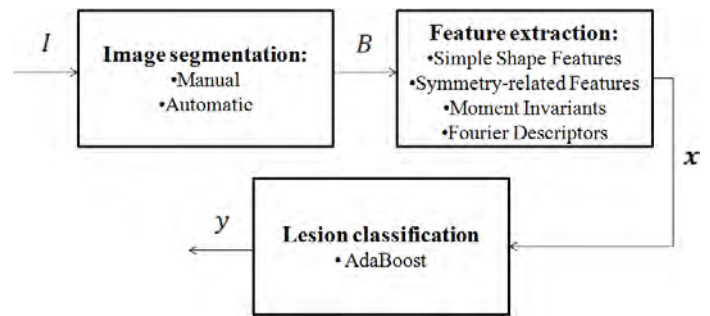 I
Image segmentation:
•Manual
•Automatic
B
Feature extraction:
•Simple Shape Features
•Symmetry-related Features
•Moment Invariants
•Fourier Descriptors
x
Lesion classification
• AdaBoost
y